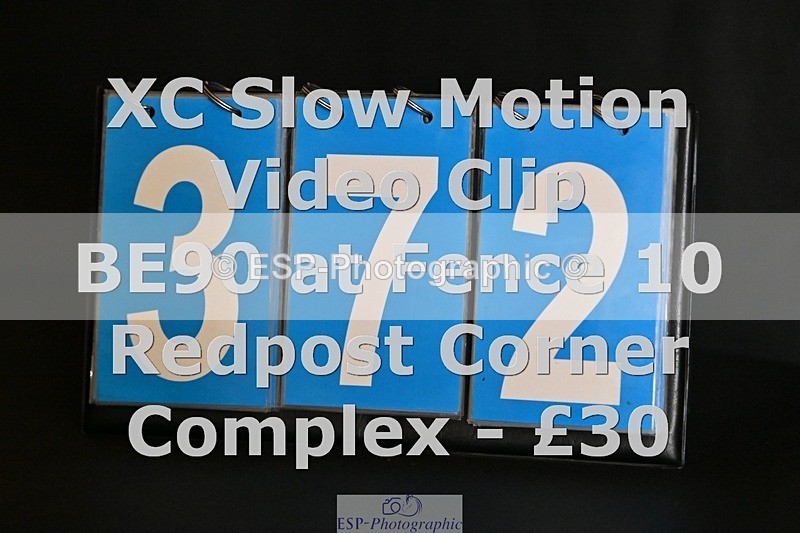 XC Slow Motion
Video Clip
372
BE90 at Fence 10
© ESP-Photographic ©
Redpost Corner
Complex - £30
ESP-Photographic